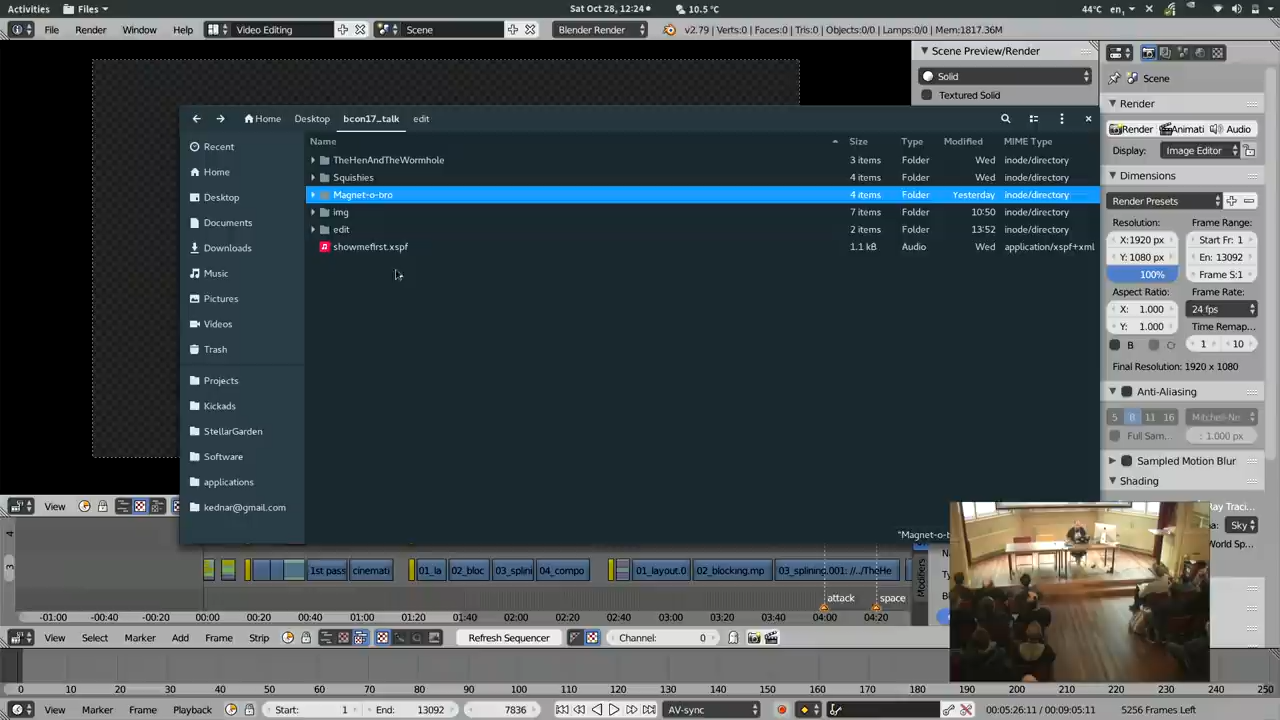 Activities Files Sat Oct 28, 12:24 10.5 °C 44°C en
File Render Window Help Video Editing Scene Blender Render v2.79 | Verts:0 | Faces:0 | Tris:0 | Objects:0/0 | Lamps:0/0 | Mem:1817.36M
Scene Preview/Render
Solid
Textured Solid
Scene
Render
Render Animati Audio
Display: Image Editor
Dimensions
Render Presets
Resolution: Frame Range:
X:1920 px Start Fr: 1
Y: 1080 px En: 13092
100% Frame S:1
Aspect Ratio: Frame Rate:
X: 1.000 24 fps
Y: 1.000 Time Remap...
B 1 10
Final Resolution: 1920 x 1080
Anti-Aliasing
5 8 11 16 Mitchell-Ne
Full Sam... 1.000 px
Sampled Motion Blur
Shading
Ray Traci...
Sky
World Sp...
Home Desktop bcon17_talk edit
Name Size Type Modified MIME Type
TheHenAndTheWormhole 3 items Folder Wed inode/directory
Squishies 4 items Folder Wed inode/directory
Magnet-o-bro 4 items Folder Yesterday inode/directory
img 7 items Folder 10:50 inode/directory
edit 2 items Folder 13:52 inode/directory
showmefirst.xspf 1.1 kB Audio Wed application/xspf+xml
Recent
Home
Desktop
Documents
Downloads
Music
Pictures
Videos
Trash
Projects
Kickads
StellarGarden
Software
applications
kednar@gmail.com
"Magnet-o-b
View
4
3
1st pass cinemati 01_la 02_bloc 03_splini 04_compo 01_layout.0 02_blocking.mp 03_splining.001: //../TheHe
attack space
Modifiers
-01:00 00:00 00:20 00:40 01:00 01:20 01:40 02:00 02:20 02:40 03:00 03:20 03:40 04:00 04:20
View Select Marker Add Frame Strip Refresh Sequencer Channel: 0
0 10 20 30 40 50 60 70 80 90 100 110 120 130 140 150 160 170 180 190 200 210 220 230 240 250
View Marker Frame Playback Start: 1 End: 13092 7836 AV-sync 00:05:26:11 / 00:09:05:11 5256 Frames Left